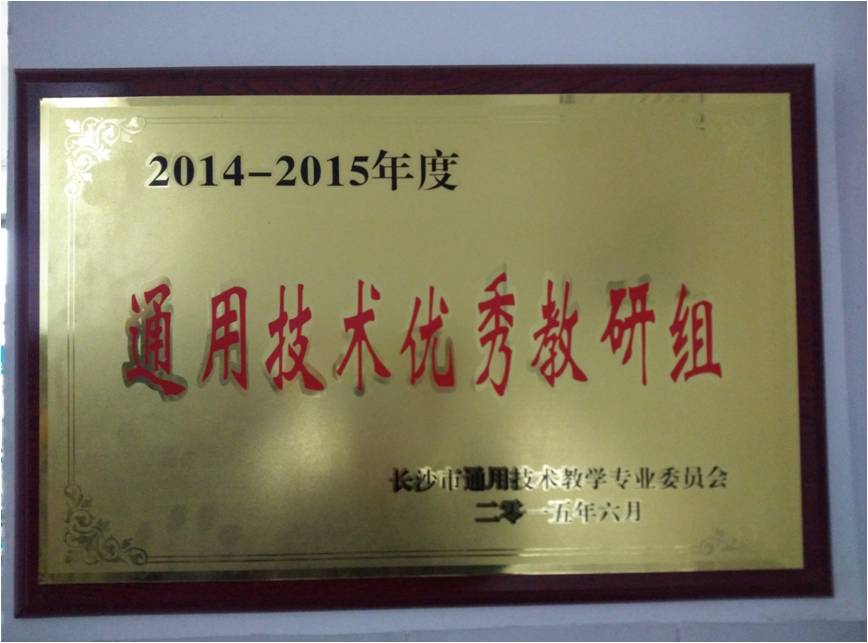 2014-2015年度
通用技术优秀教研组
长沙市通用技术教学专业委员会
二零一五年六月